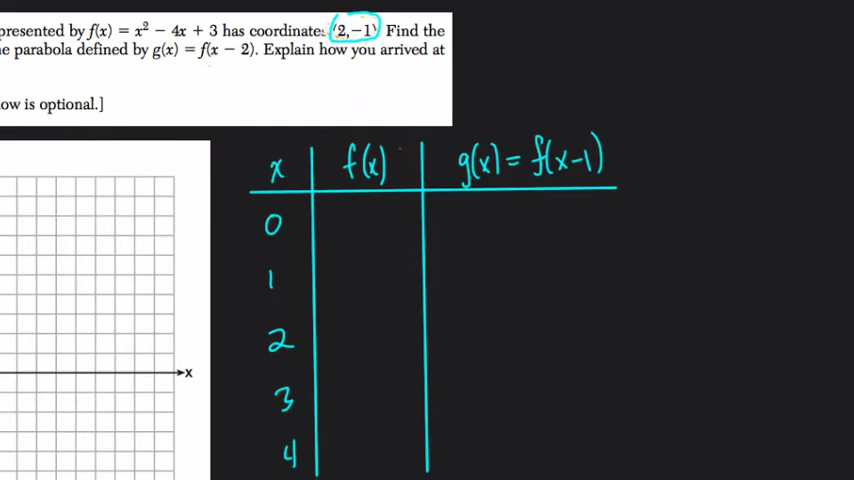 presented by f(x) = x² − 4x + 3 has coordinates (2,−1). Find the
e parabola defined by g(x) = f(x − 2). Explain how you arrived at
ow is optional.]
x f(x) g(x) = f(x-1)
0
1
2
x
3
4